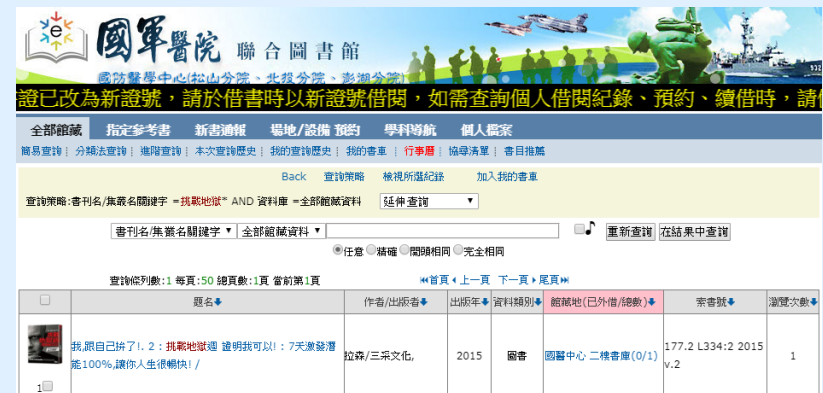 國軍醫院 聯合圖書館
國防醫學中心(松山分院、北投分院、澎湖分院)
證已改為新證號，請於借書時以新證號借閱，如需查詢個人借閱紀錄、預約、續借時，請
全部館藏 指定參考書 新書通報 場地/設備 預約 學科導航 個人檔案
簡易查詢 | 分類法查詢 | 進階查詢 | 本次查詢歷史 | 我的查詢歷史 | 我的書車 | 行事曆 | 協尋清單 | 書目推薦
Back 查詢策略 檢視所選紀錄 加入我的書車
查詢策略:書刊名/集叢名關鍵字 =挑戰地獄* AND 資料庫 =全部館藏資料 延伸查詢
書刊名/集叢名關鍵字 全部館藏資料 重新查詢 在結果中查詢
任意 精確 開頭相同 完全相同
查詢條列數:1 每頁:50 總頁數:1頁 當前第1頁 首頁 上一頁 下一頁 尾頁
題名 作者/出版者 出版年 資料類別 館藏地(已外借/總數) 索書號 瀏覽次數
我,跟自己拚了!. 2 : 挑戰地獄週 證明我可以! : 7天激發潛能100%,讓你人生很暢快! / 拉森/三采文化, 2015 圖書 國醫中心 二樓書庫(0/1) 177.2 L334:2 2015 v.2 1
1